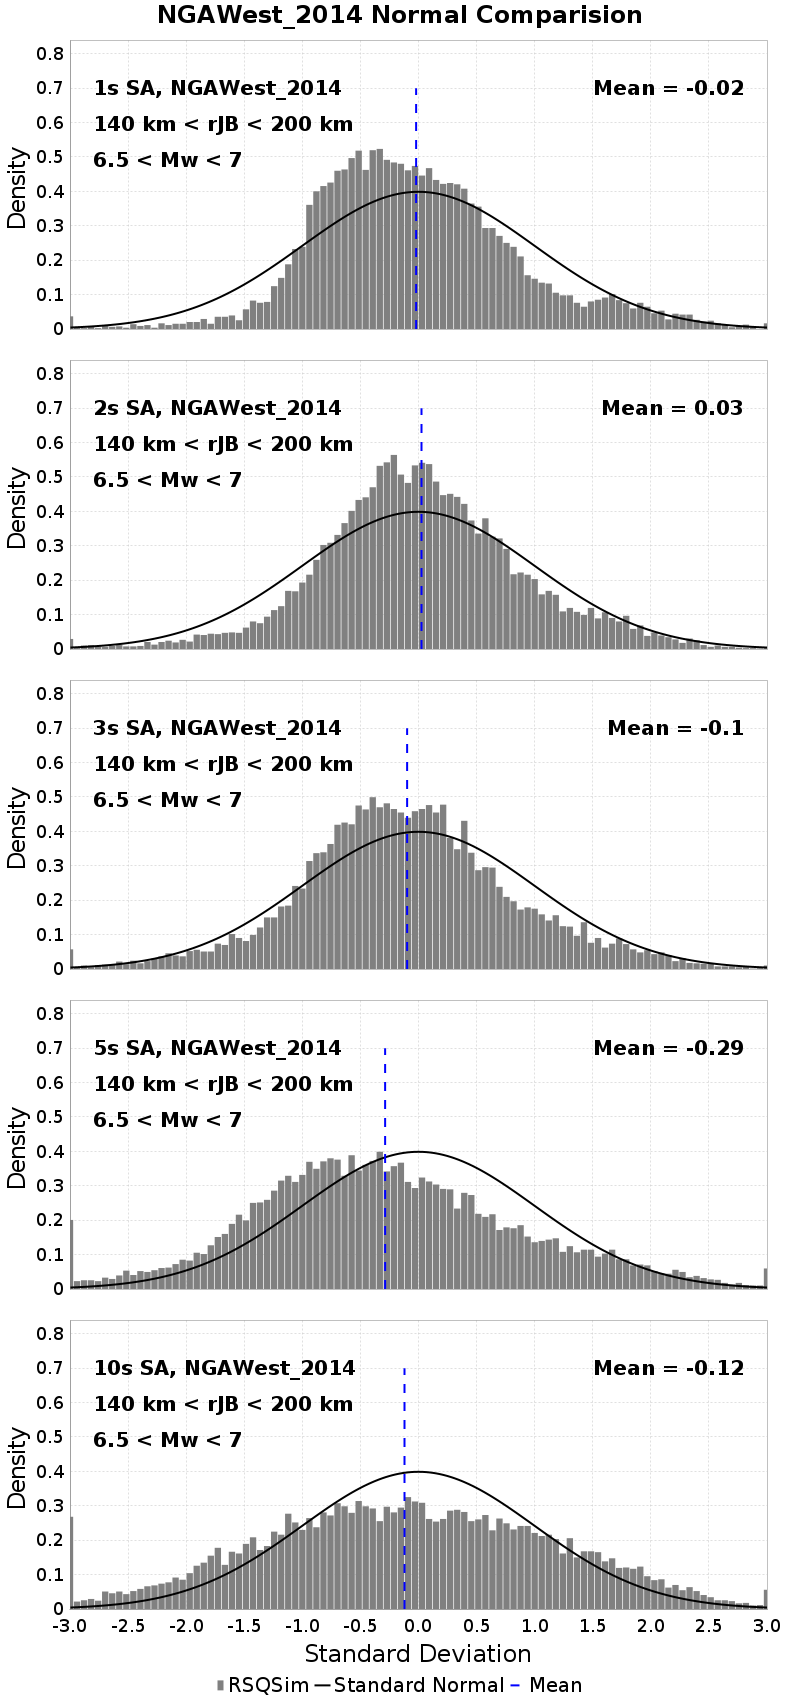 NGAWest_2014 Normal Comparision
0.8
0.7
0.6
0.5
0.4
0.3
0.2
0.1
0
Density
1s SA, NGAWest_2014
Mean = -0.02
140 km < rJB < 200 km
6.5 < Mw < 7
0.8
0.7
0.6
0.5
0.4
0.3
0.2
0.1
0
Density
2s SA, NGAWest_2014
Mean = 0.03
140 km < rJB < 200 km
6.5 < Mw < 7
0.8
0.7
0.6
0.5
0.4
0.3
0.2
0.1
0
Density
3s SA, NGAWest_2014
Mean = -0.1
140 km < rJB < 200 km
6.5 < Mw < 7
0.8
0.7
0.6
0.5
0.4
0.3
0.2
0.1
0
Density
5s SA, NGAWest_2014
Mean = -0.29
140 km < rJB < 200 km
6.5 < Mw < 7
0.8
0.7
0.6
0.5
0.4
0.3
0.2
0.1
0
Density
10s SA, NGAWest_2014
Mean = -0.12
140 km < rJB < 200 km
6.5 < Mw < 7
-3.0 -2.5 -2.0 -1.5 -1.0 -0.5 0.0 0.5 1.0 1.5 2.0 2.5 3.0
Standard Deviation
RSQSim Standard Normal Mean